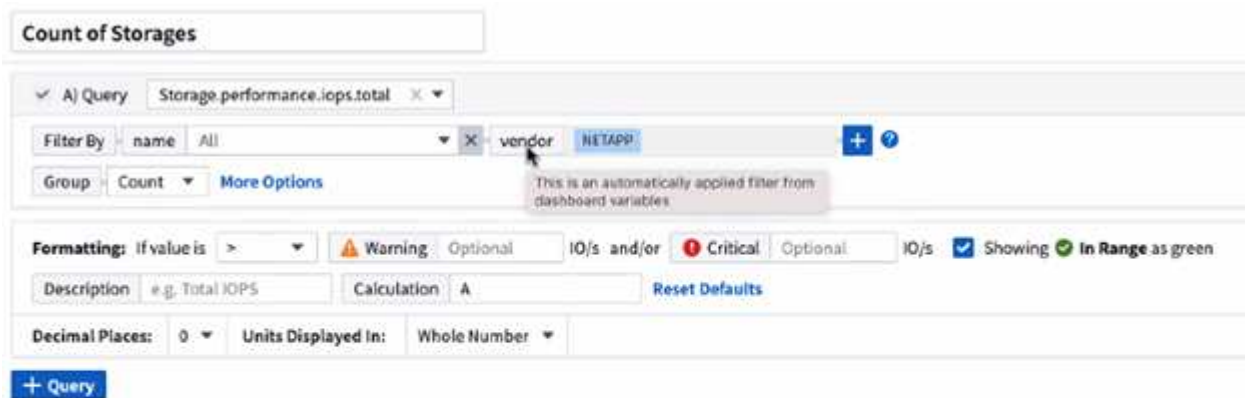 Count of Storages
A) Query Storage.performance.iops.total
Filter By name All vendor NETAPP
Group Count More Options
This is an automatically applied filter from
dashboard variables
Formatting: If value is > Warning Optional IO/s and/or Critical Optional IO/s Showing In Range as green
Description e.g. Total IOPS Calculation A Reset Defaults
Decimal Places: 0 Units Displayed In: Whole Number
+ Query